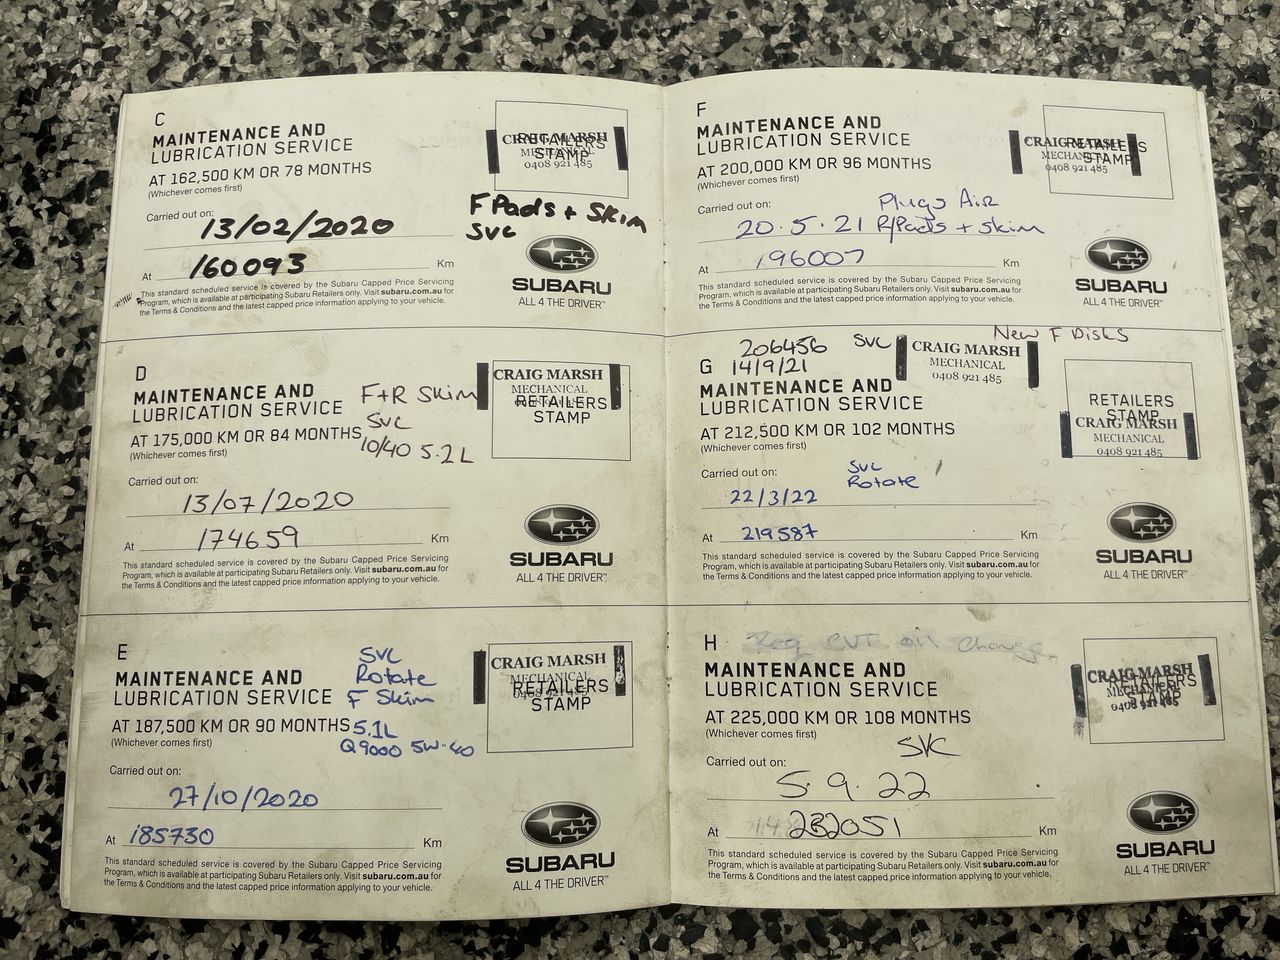 C
MAINTENANCE AND
LUBRICATION SERVICE
AT 162,500 KM OR 78 MONTHS
(Whichever comes first)
Carried out on:
13/02/2020
At 160093 Km
RETAILERS
STAMP
CRAIG MARSH
MECHANICAL
0408 921 485
F Pads + Skim
SVC
This standard scheduled service is covered by the Subaru Capped Price Servicing
Program, which is available at participating Subaru Retailers only. Visit subaru.com.au for
the Terms & Conditions and the latest capped price information applying to your vehicle.
SUBARU
ALL 4 THE DRIVER™
D
MAINTENANCE AND
LUBRICATION SERVICE
AT 175,000 KM OR 84 MONTHS
(Whichever comes first)
F+R Skim
SVC
10/40 5.2L
CRAIG MARSH
MECHANICAL
RETAILERS
STAMP
Carried out on:
13/07/2020
At 174659 Km
This standard scheduled service is covered by the Subaru Capped Price Servicing
Program, which is available at participating Subaru Retailers only. Visit subaru.com.au for
the Terms & Conditions and the latest capped price information applying to your vehicle.
SUBARU
ALL 4 THE DRIVER™
E
MAINTENANCE AND
LUBRICATION SERVICE
AT 187,500 KM OR 90 MONTHS
(Whichever comes first)
SVC
Rotate
F Skim
5.1L
Q9000 5W-40
CRAIG MARSH
MECHANICAL
RETAILERS
STAMP
Carried out on:
27/10/2020
At 185730 Km
This standard scheduled service is covered by the Subaru Capped Price Servicing
Program, which is available at participating Subaru Retailers only. Visit subaru.com.au for
the Terms & Conditions and the latest capped price information applying to your vehicle.
SUBARU
ALL 4 THE DRIVER™
F
MAINTENANCE AND
LUBRICATION SERVICE
AT 200,000 KM OR 96 MONTHS
(Whichever comes first)
CRAIG MARSH
MECHANICAL
0408 921 485
RETAILERS
STAMP
Carried out on:
Plugs Air
20.5.21 R/Pads + skim
At 196007 Km
This standard scheduled service is covered by the Subaru Capped Price Servicing
Program, which is available at participating Subaru Retailers only. Visit subaru.com.au for
the Terms & Conditions and the latest capped price information applying to your vehicle.
SUBARU
ALL 4 THE DRIVER™
New F Disks
206456 SVC
14/9/21
CRAIG MARSH
MECHANICAL
0408 921 485
G
MAINTENANCE AND
LUBRICATION SERVICE
AT 212,500 KM OR 102 MONTHS
(Whichever comes first)
RETAILERS
STAMP
CRAIG MARSH
MECHANICAL
0408 921 485
Carried out on:
SVC
Rotate
22/3/22
At 219587 Km
This standard scheduled service is covered by the Subaru Capped Price Servicing
Program, which is available at participating Subaru Retailers only. Visit subaru.com.au for
the Terms & Conditions and the latest capped price information applying to your vehicle.
SUBARU
ALL 4 THE DRIVER™
H
Req CVT oil Change
MAINTENANCE AND
LUBRICATION SERVICE
AT 225,000 KM OR 108 MONTHS
(Whichever comes first)
CRAIG MARSH
MECHANICAL
0408 921 485
RETAILERS
STAMP
SVC
Carried out on:
5.9.22
At 232051 Km
This standard scheduled service is covered by the Subaru Capped Price Servicing
Program, which is available at participating Subaru Retailers only. Visit subaru.com.au for
the Terms & Conditions and the latest capped price information applying to your vehicle.
SUBARU
ALL 4 THE DRIVER™